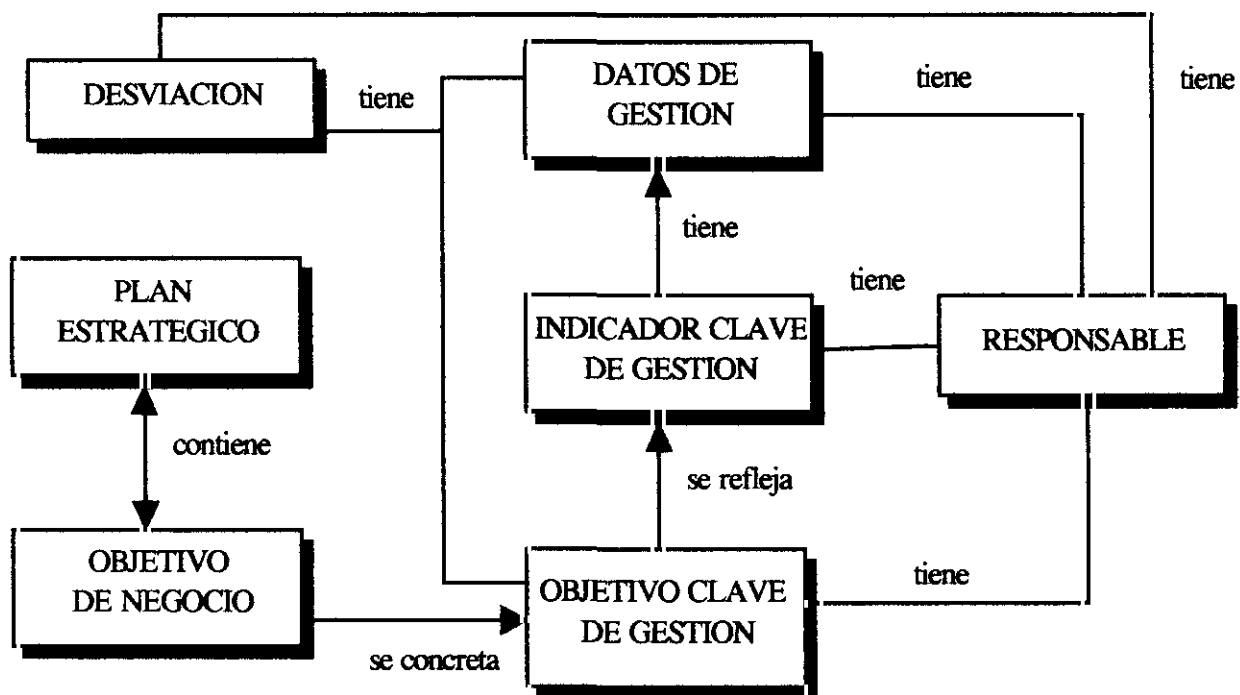 DESVIACION
tiene
DATOS DE
GESTION
tiene
tiene
tiene
PLAN
ESTRATEGICO
INDICADOR CLAVE
DE GESTION
tiene
RESPONSABLE
contiene
se refleja
OBJETIVO
DE NEGOCIO
se concreta
OBJETIVO CLAVE
DE GESTION
tiene